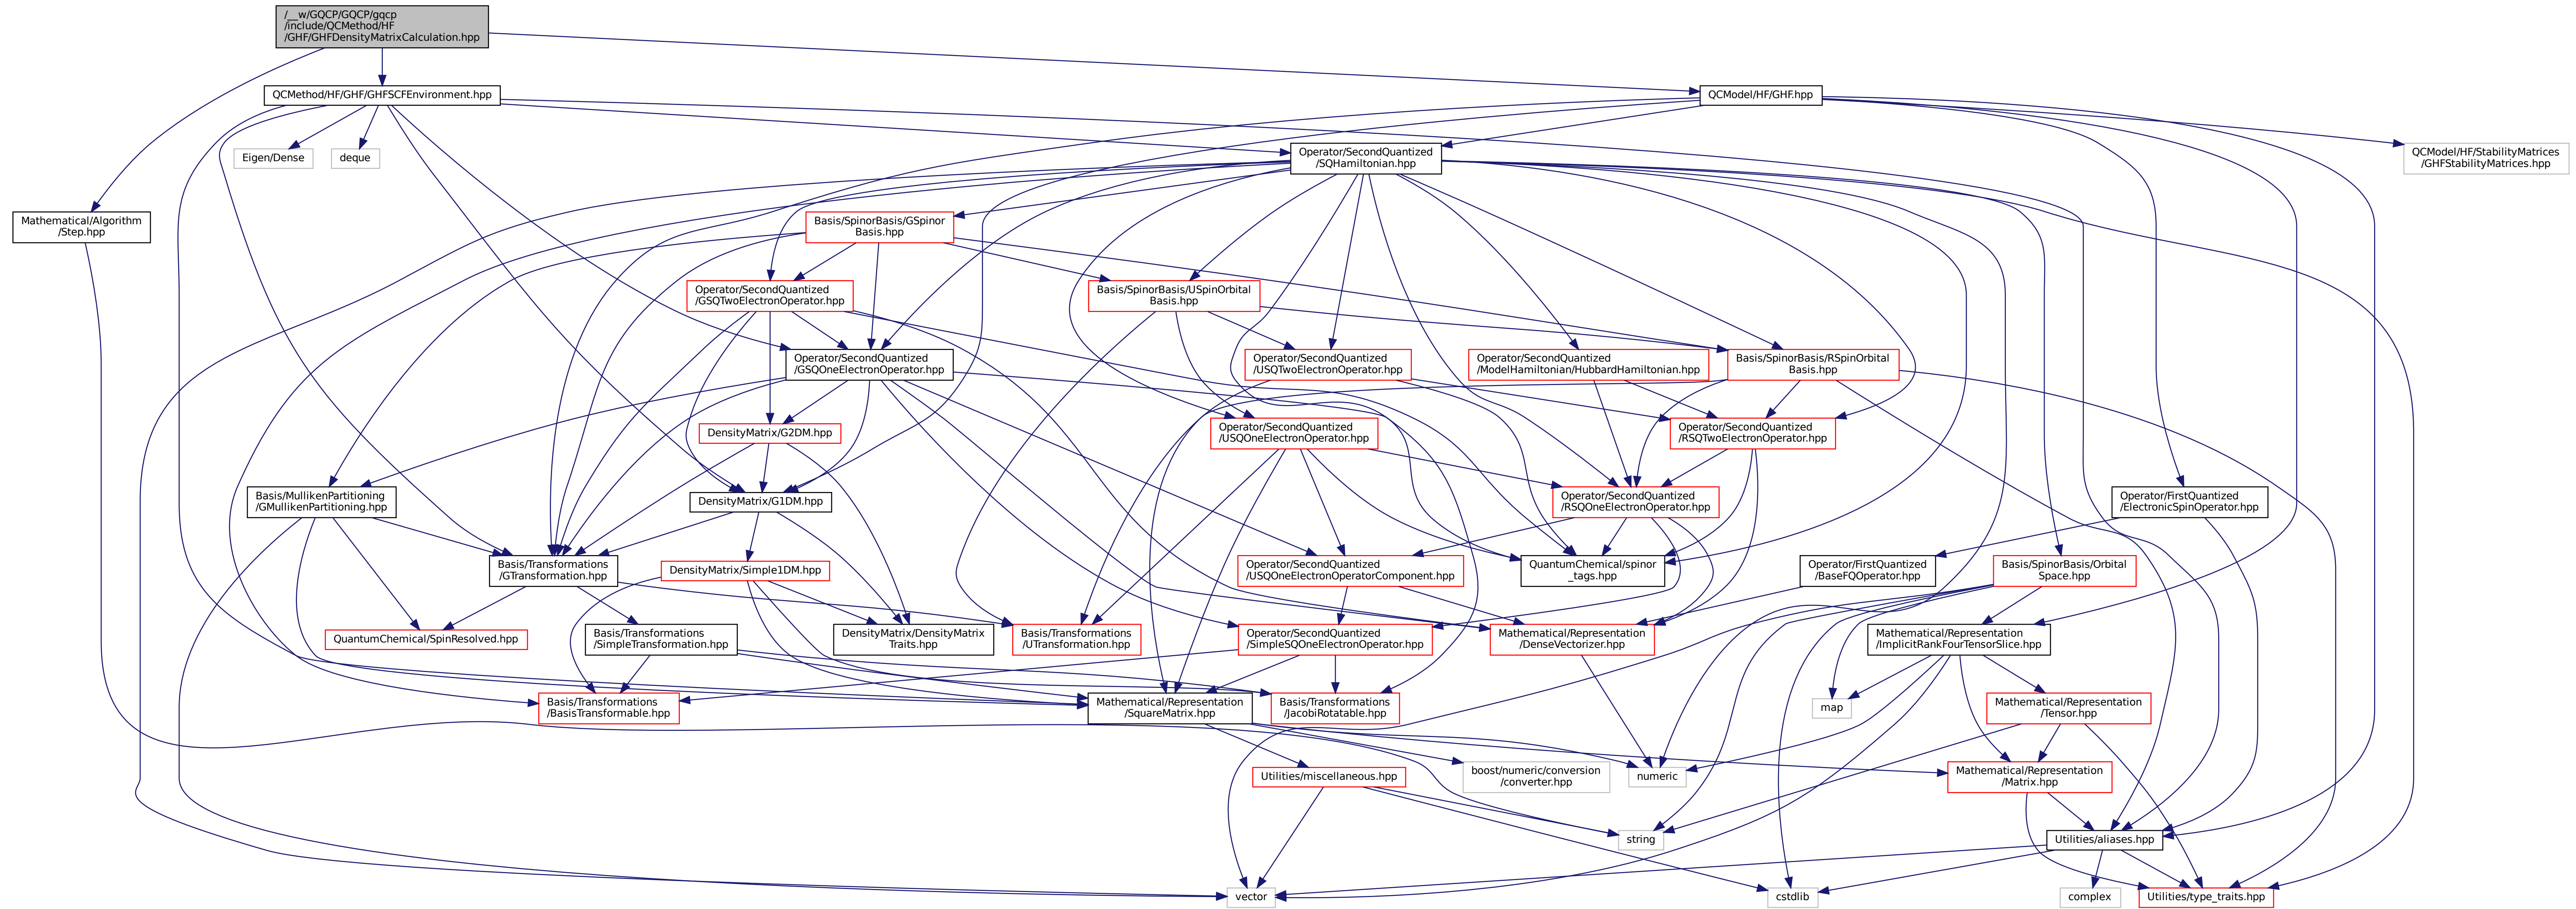 /__w/GQCP/GQCP/gqcp
/include/QCMethod/HF
/GHF/GHFDensityMatrixCalculation.hpp
QCMethod/HF/GHF/GHFSCFEnvironment.hpp
QCModel/HF/GHF.hpp
Eigen/Dense
deque
Operator/SecondQuantized
/SQHamiltonian.hpp
QCModel/HF/StabilityMatrices
/GHFStabilityMatrices.hpp
Mathematical/Algorithm
/Step.hpp
Basis/SpinorBasis/GSpinor
Basis.hpp
Operator/SecondQuantized
/GSQTwoElectronOperator.hpp
Basis/SpinorBasis/USpinOrbital
Basis.hpp
Operator/SecondQuantized
/GSQOneElectronOperator.hpp
Operator/SecondQuantized
/USQTwoElectronOperator.hpp
Operator/SecondQuantized
/ModelHamiltonian/HubbardHamiltonian.hpp
Basis/SpinorBasis/RSpinOrbital
Basis.hpp
DensityMatrix/G2DM.hpp
Operator/SecondQuantized
/USQOneElectronOperator.hpp
Operator/SecondQuantized
/RSQTwoElectronOperator.hpp
Basis/MullikenPartitioning
/GMullikenPartitioning.hpp
DensityMatrix/G1DM.hpp
Operator/SecondQuantized
/RSQOneElectronOperator.hpp
Operator/FirstQuantized
/ElectronicSpinOperator.hpp
Basis/Transformations
/GTransformation.hpp
DensityMatrix/Simple1DM.hpp
Operator/SecondQuantized
/USQOneElectronOperatorComponent.hpp
QuantumChemical/spinor
_tags.hpp
Operator/FirstQuantized
/BaseFQOperator.hpp
Basis/SpinorBasis/Orbital
Space.hpp
QuantumChemical/SpinResolved.hpp
Basis/Transformations
/SimpleTransformation.hpp
DensityMatrix/DensityMatrix
Traits.hpp
Basis/Transformations
/UTransformation.hpp
Operator/SecondQuantized
/SimpleSQOneElectronOperator.hpp
Mathematical/Representation
/DenseVectorizer.hpp
Mathematical/Representation
/ImplicitRankFourTensorSlice.hpp
Basis/Transformations
/BasisTransformable.hpp
Mathematical/Representation
/SquareMatrix.hpp
Basis/Transformations
/JacobiRotatable.hpp
map
Mathematical/Representation
/Tensor.hpp
Utilities/miscellaneous.hpp
boost/numeric/conversion
/converter.hpp
numeric
Mathematical/Representation
/Matrix.hpp
string
Utilities/aliases.hpp
vector
cstdlib
complex
Utilities/type_traits.hpp